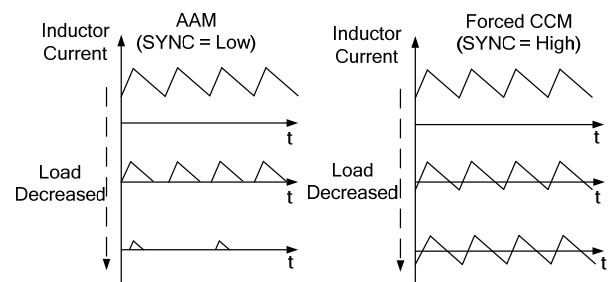 AAM
(SYNC = Low)
Inductor
Current
t
Load
Decreased
t
t
Forced CCM
(SYNC = High)
Inductor
Current
t
Load
Decreased
t
t